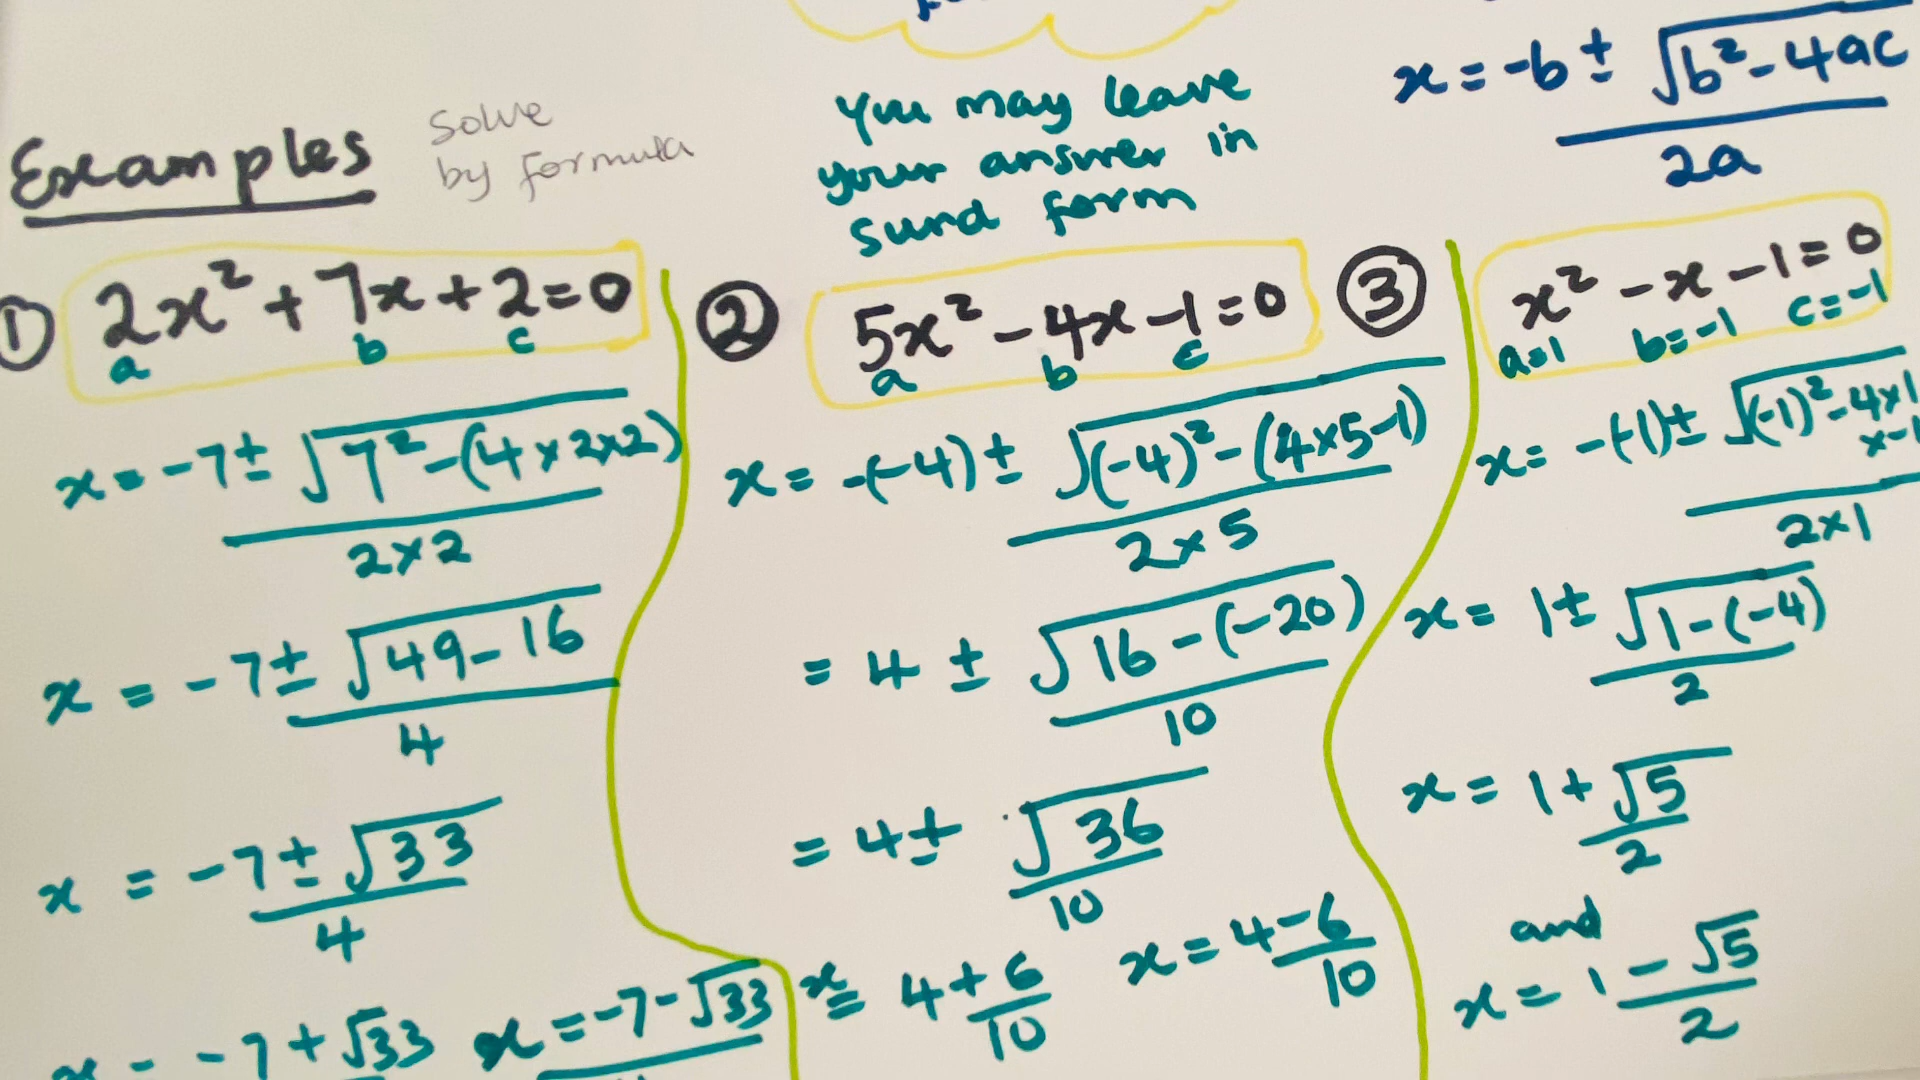 Examples
Solve
by Formula
You may leave
your answer in
surd form
x = -b ± √b² - 4ac
2a
① 2x² + 7x + 2 = 0
a b c
x = -7 ± √7² - (4 × 2 × 2)
2 × 2
x = -7 ± √49 - 16
4
x = -7 ± √33
4
-7 + √33 x = -7 - √33
② 5x² - 4x - 1 = 0
a b c
x = -(-4) ± √(-4)² - (4×5-1)
2 × 5
= 4 ± √16 - (-20)
10
= 4 ± √36
10
x = 4 + 6 x = 4 - 6
10 10
③ x² - x - 1 = 0
a=1 b=-1 c=-1
x = -(-1) ± √(-1)² - 4×1
×-1
2×1
x = 1 ± √1 - (-4)
2
x = 1 + √5
2
and
x = 1 - √5
2